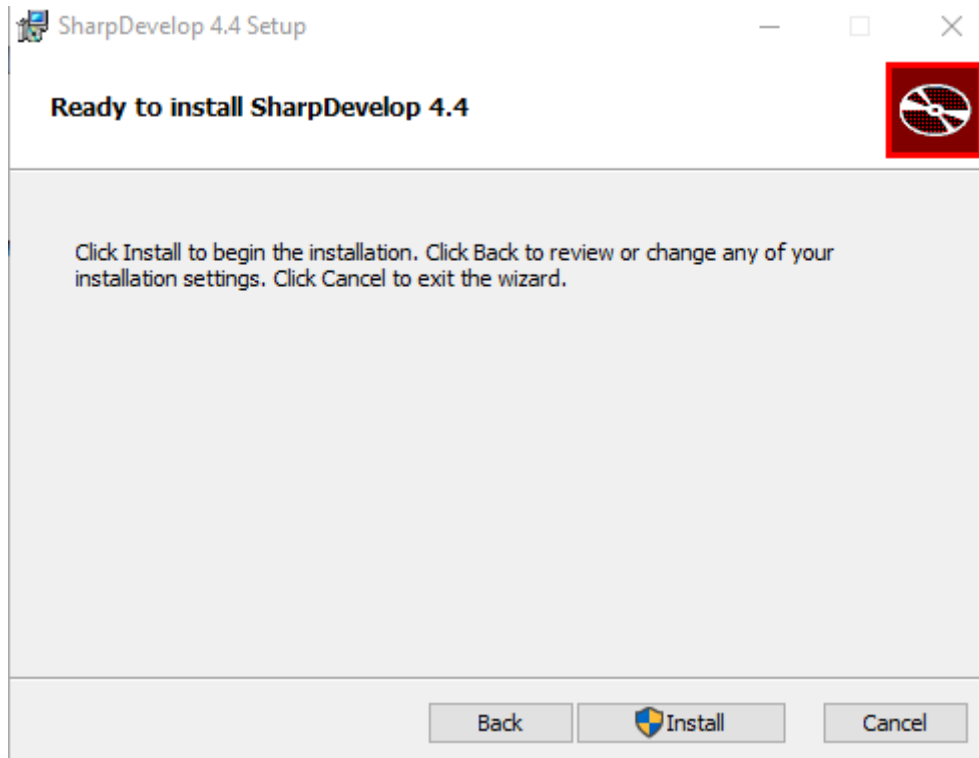 SharpDevelop 4.4 Setup
Ready to install SharpDevelop 4.4
Click Install to begin the installation. Click Back to review or change any of your
installation settings. Click Cancel to exit the wizard.
Back Install Cancel